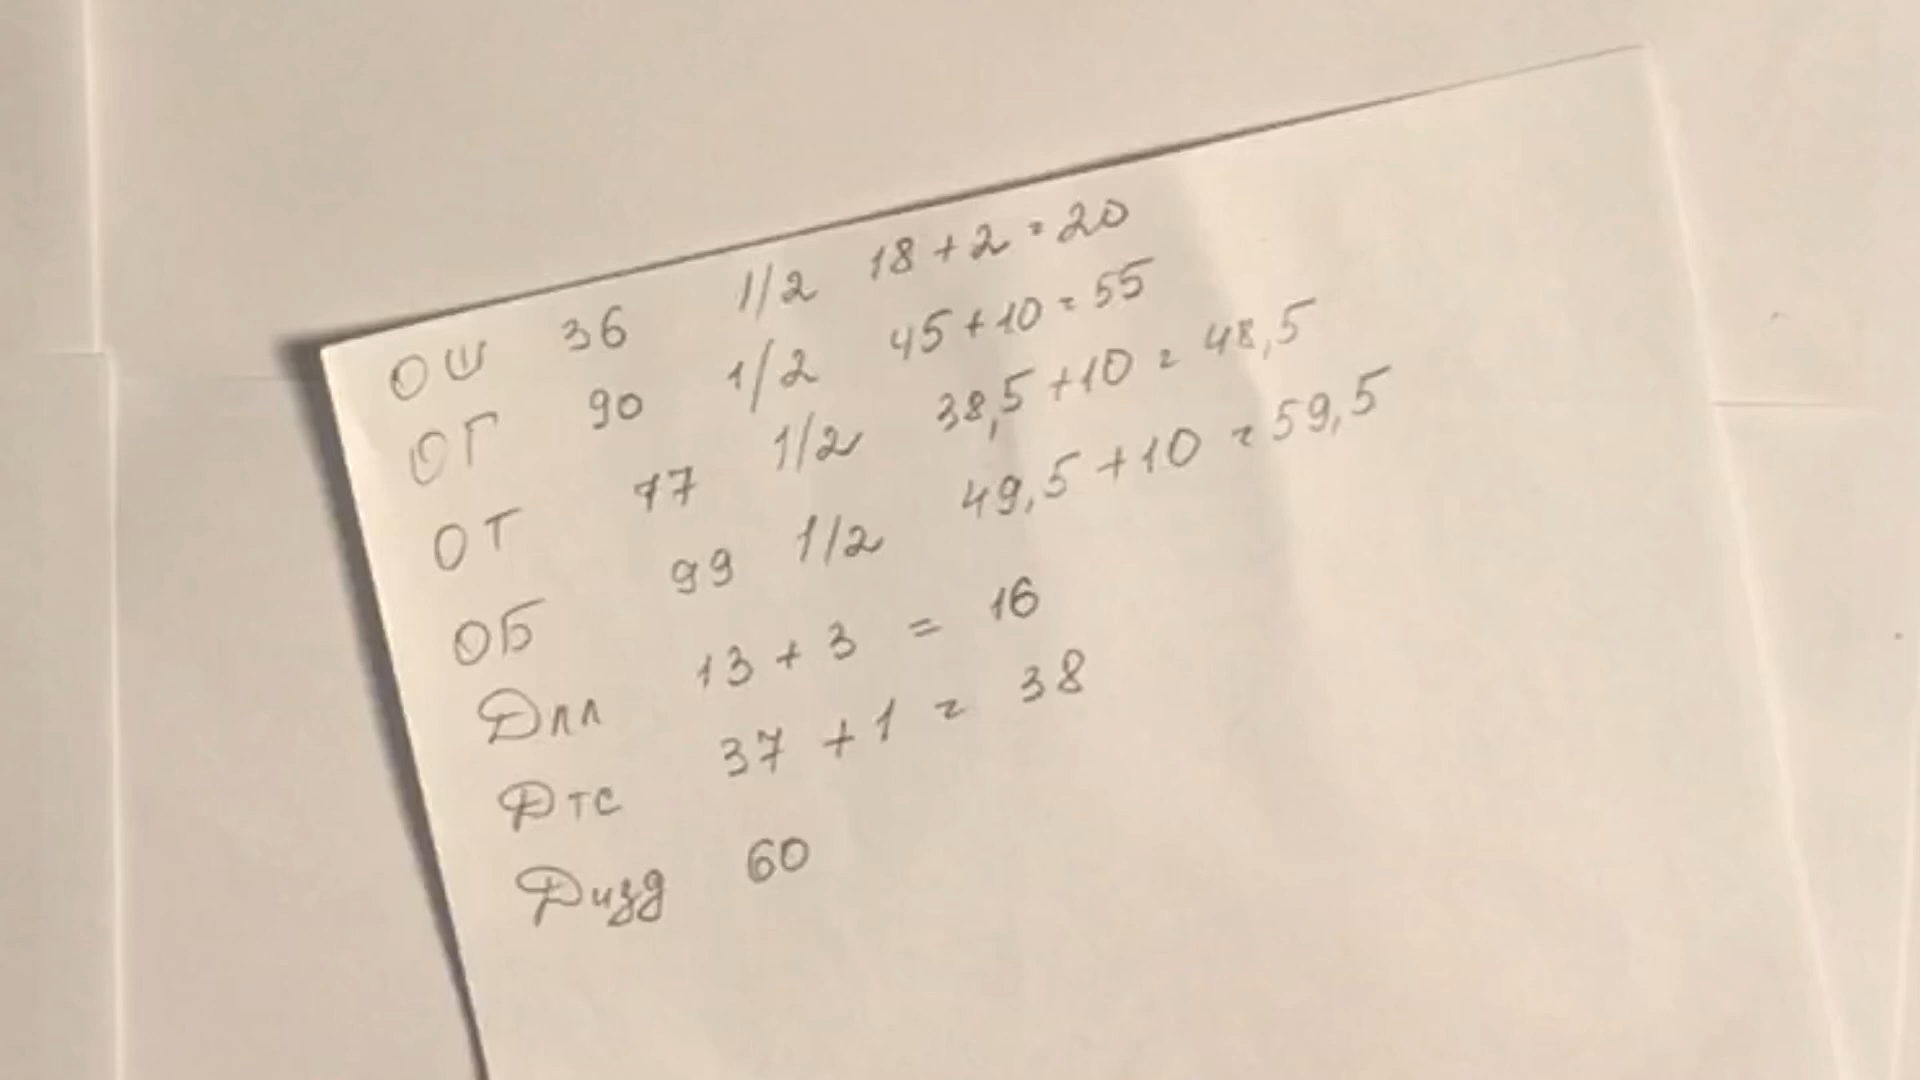 ОШ 36 1/2 18 + 2 = 20
ОГ 90 1/2 45 + 10 = 55
ОТ 77 1/2 38,5 + 10 = 48,5
ОБ 99 1/2 49,5 + 10 = 59,5
Дпл 13 + 3 = 16
Дтс 37 + 1 = 38
Дизд 60